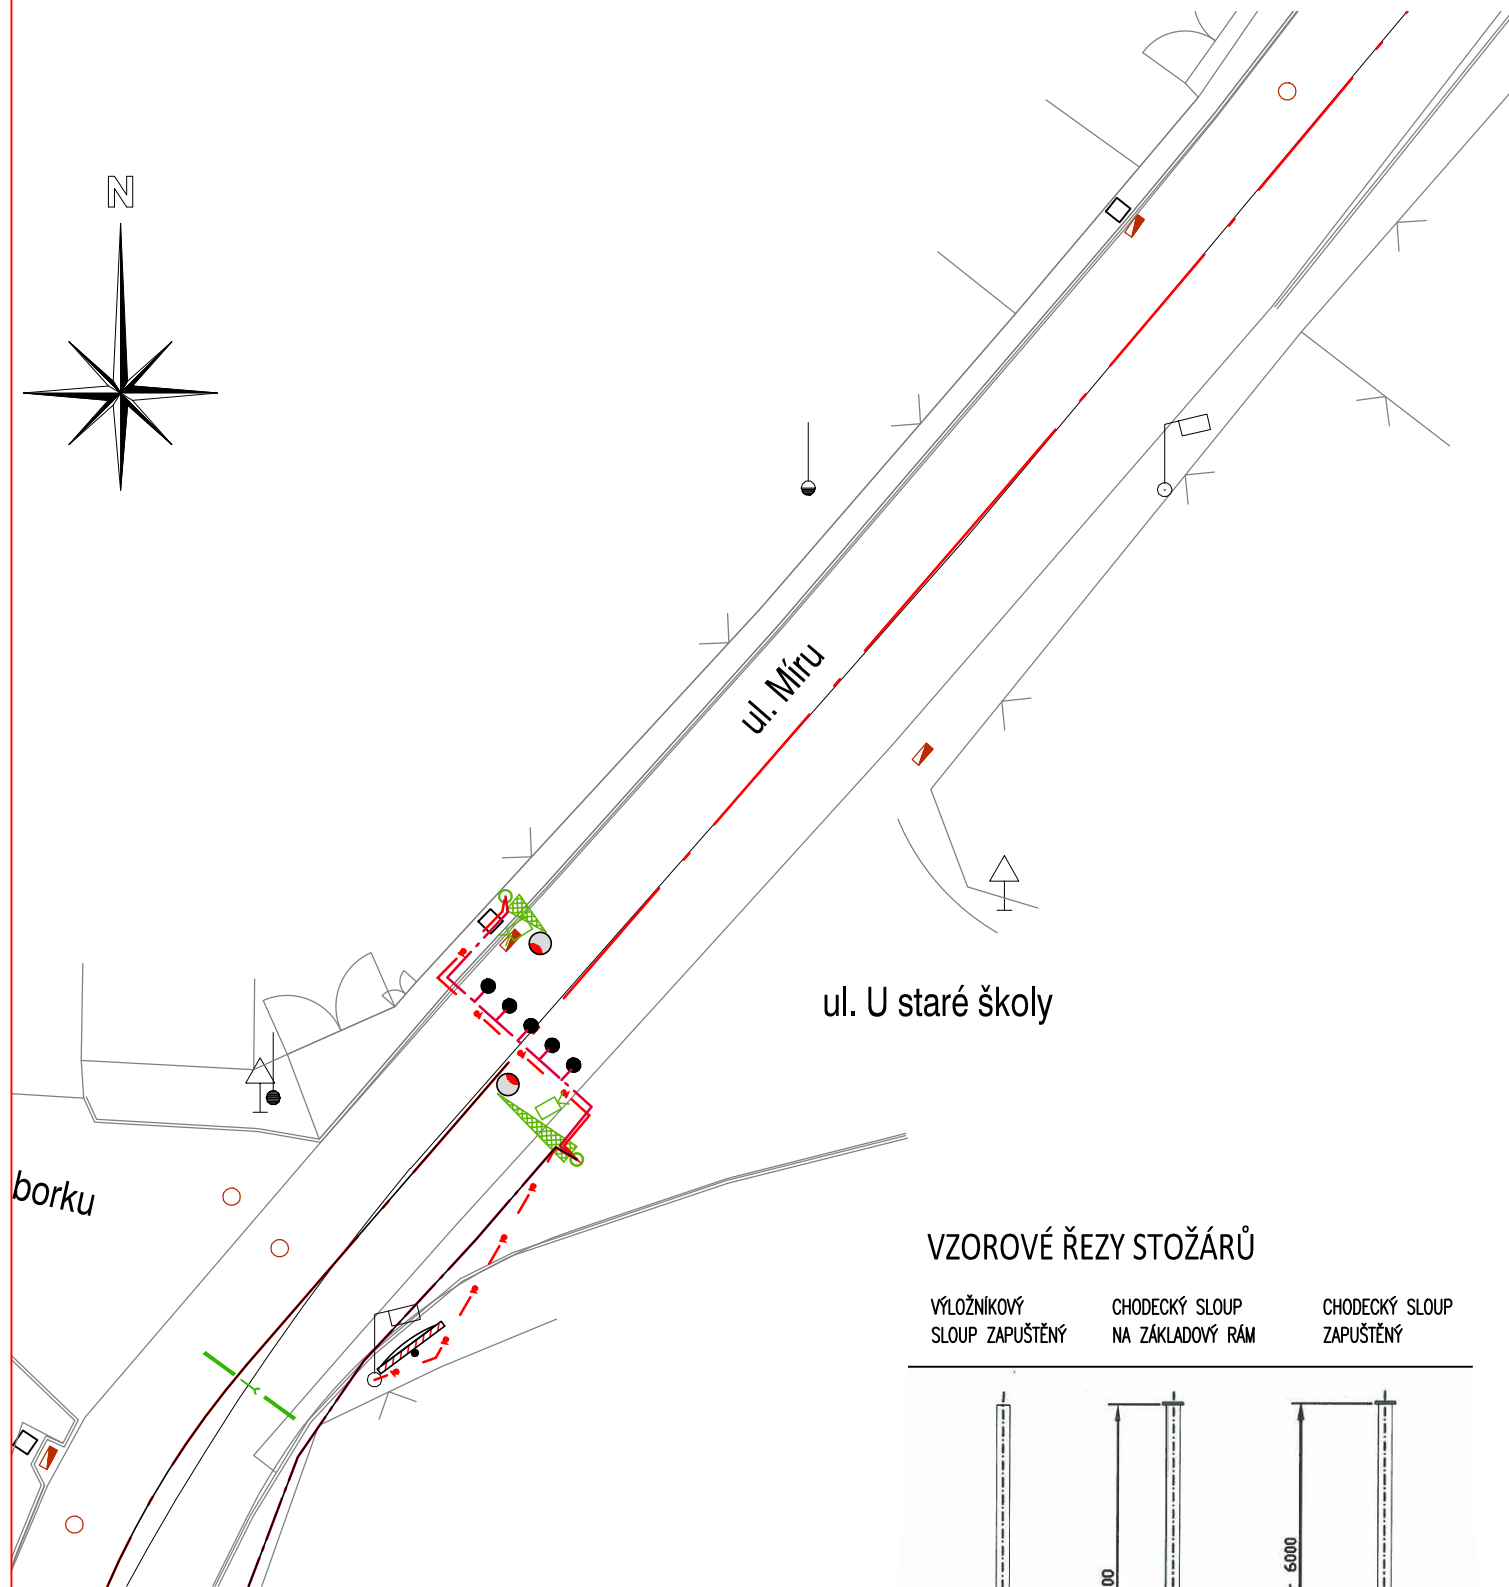 N
ul. Míru
ul. U staré školy
borku
VZOROVÉ ŘEZY STOŽÁRŮ
VÝLOŽNÍKOVÝ
SLOUP ZAPUŠTĚNÝ
CHODECKÝ SLOUP
NA ZÁKLADOVÝ RÁM
CHODECKÝ SLOUP
ZAPUŠTĚNÝ
00
6000